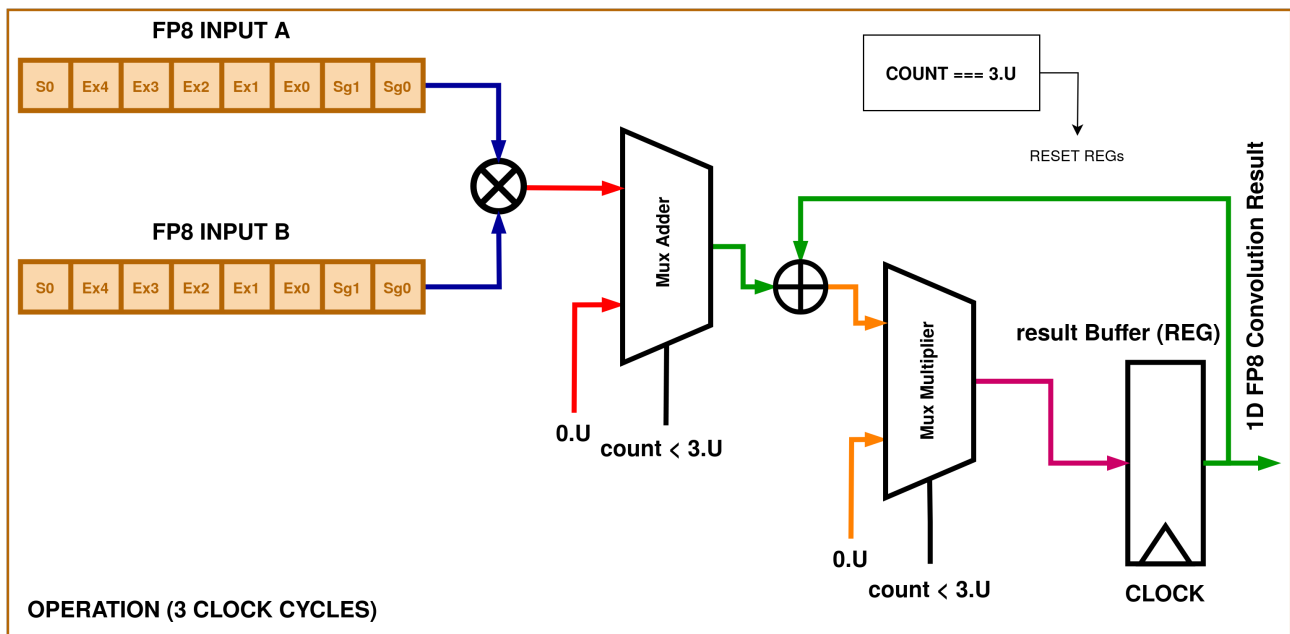 FP8 INPUT A
S0 Ex4 Ex3 Ex2 Ex1 Ex0 Sg1 Sg0
COUNT === 3.U
RESET REGs
FP8 INPUT B
S0 Ex4 Ex3 Ex2 Ex1 Ex0 Sg1 Sg0
Mux Adder
0.U
count < 3.U
Mux Multiplier
0.U
count < 3.U
result Buffer (REG)
CLOCK
1D FP8 Convolution Result
OPERATION (3 CLOCK CYCLES)